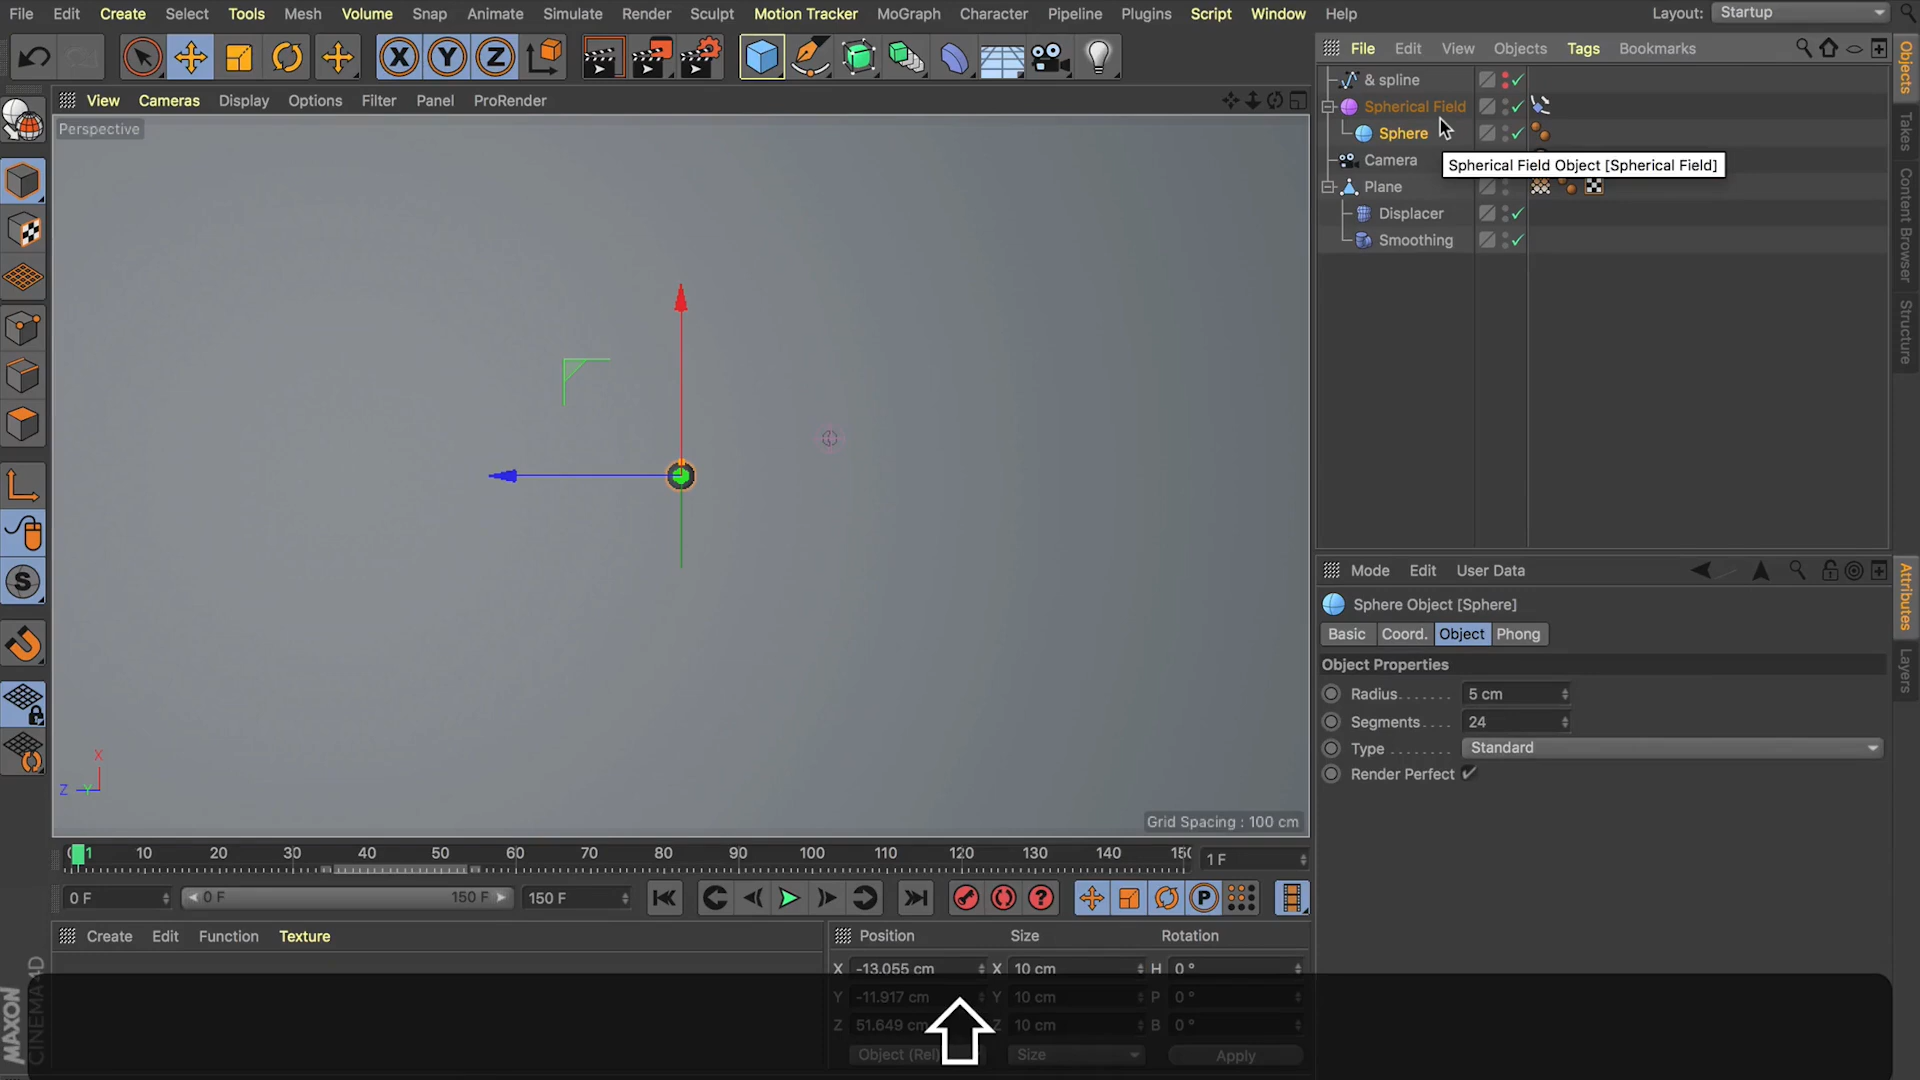 File Edit Create Select Tools Mesh Volume Snap Animate Simulate Render Sculpt Motion Tracker MoGraph Character Pipeline Plugins Script Window Help Layout: Startup
X Y Z
File Edit View Objects Tags Bookmarks
View Cameras Display Options Filter Panel ProRender
Perspective
& spline
Spherical Field
Sphere
Camera
Spherical Field Object [Spherical Field]
Plane
Displacer
Smoothing
Objects
Takes
Content Browser
Structure
Mode Edit User Data
Sphere Object [Sphere]
Basic Coord. Object Phong
Object Properties
Radius....... 5 cm
Segments.... 24
Type ........ Standard
Render Perfect
Attributes
Layers
S
X
Z Y
Grid Spacing : 100 cm
1 10 20 30 40 50 60 70 80 90 100 110 120 130 140 1 F
0 F 0 F 150 F 150 F
P
Create Edit Function Texture
Position Size Rotation
X -13.055 cm X 10 cm H 0 °
Y -11.917 cm Y 10 cm P 0 °
Z 51.649 cm Z 10 cm B 0 °
Object (Rel) Size Apply
MAXON
CINEMA 4D